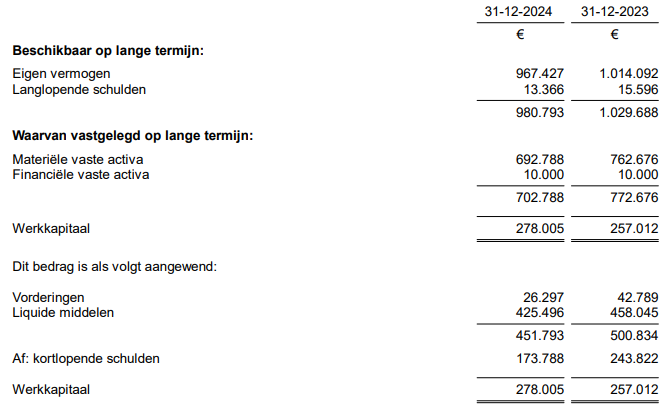 31-12-2024 31-12-2023
€ €
Beschikbaar op lange termijn:
Eigen vermogen 967.427 1.014.092
Langlopende schulden 13.366 15.596
980.793 1.029.688
Waarvan vastgelegd op lange termijn:
Materiële vaste activa 692.788 762.676
Financiële vaste activa 10.000 10.000
702.788 772.676
Werkkapitaal 278.005 257.012
Dit bedrag is als volgt aangewend:
Vorderingen 26.297 42.789
Liquide middelen 425.496 458.045
451.793 500.834
Af: kortlopende schulden 173.788 243.822
Werkkapitaal 278.005 257.012